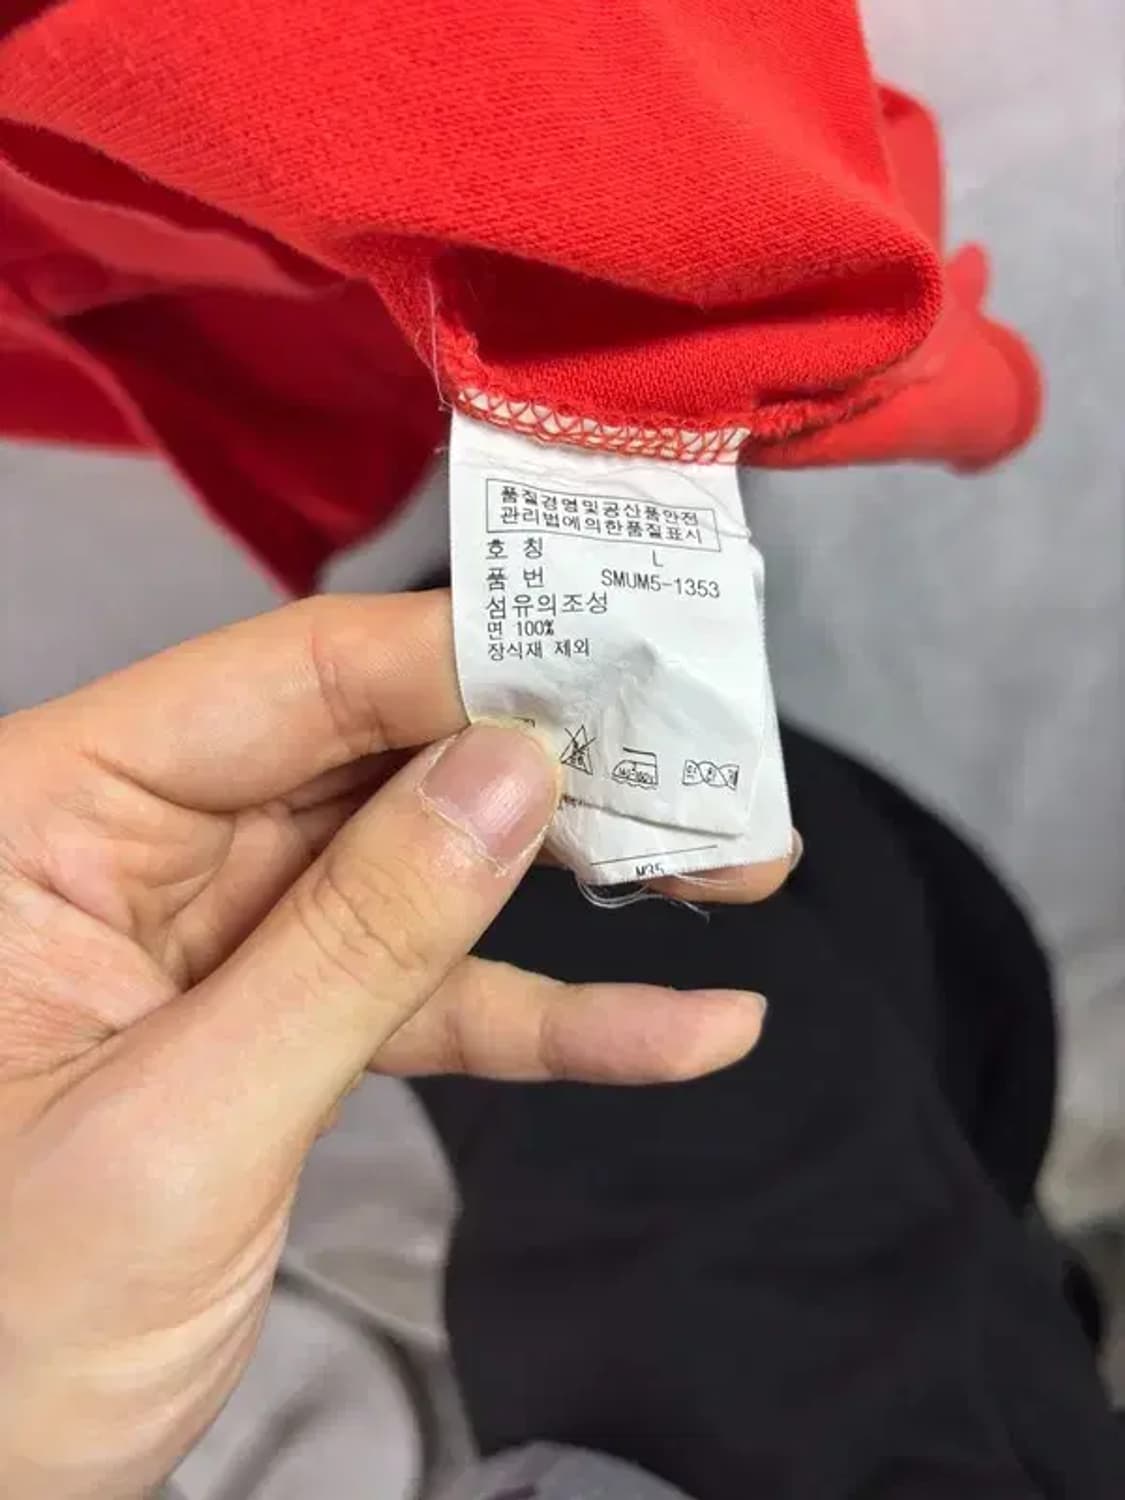 품질경영및공산품안전
관리법에의한품질표시
호 칭 L
품 번 SMUM5-1353
섬유의조성
면 100%
장식재 제외
M35